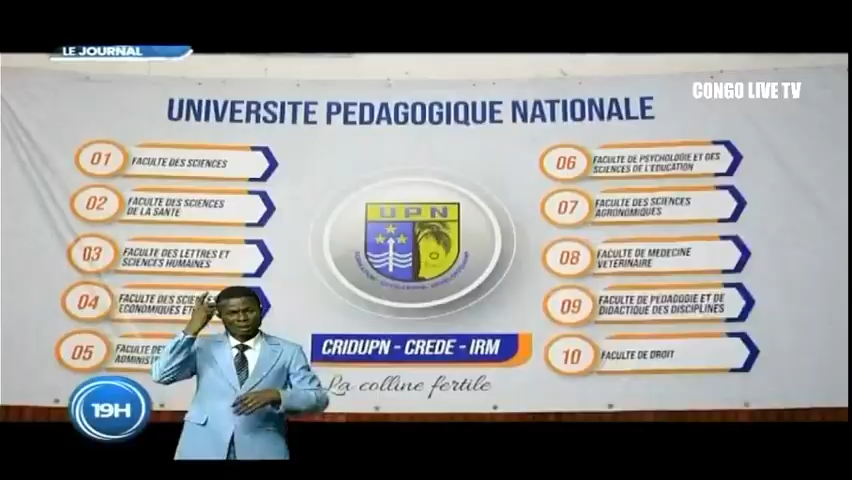 LE JOURNAL
CONGO LIVE TV
UNIVERSITE PEDAGOGIQUE NATIONALE
01
FACULTE DES SCIENCES
02
FACULTE DES SCIENCES
DE LA SANTE
03
FACULTE DES LETTRES ET
SCIENCES HUMAINES
04
FACULTE DES
ECONOMIQUES
05
FACULTE
06
FACULTE DE PSYCHOLOGIE ET DES
SCIENCES DE L'EDUCATION
07
FACULTE DES SCIENCES
AGRONOMIQUES
08
FACULTE DE MEDECINE
VETERINAIRE
09
FACULTE DE PEDAGOGIE ET DE
DIDACTIQUE DES DISCIPLINES
10
FACULTE DE DROIT
UPN
CRIDUPN - CREDE - IRM
La colline fertile
19H